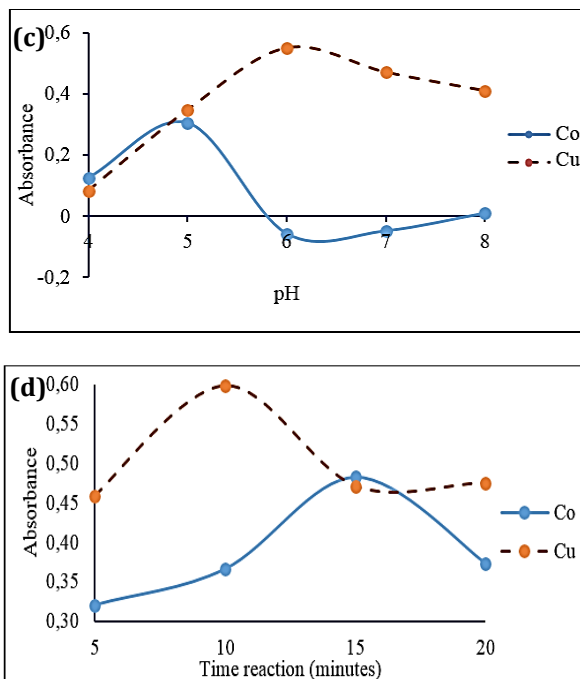 (c)
0,6
0,4
0,2
0
-0,2
Absorbance
4 5 6 7 8
pH
Co
Cu
(d)
0,60
0,55
0,50
0,45
0,40
0,35
0,30
Absorbance
5 10 15 20
Time reaction (minutes)
Co
Cu